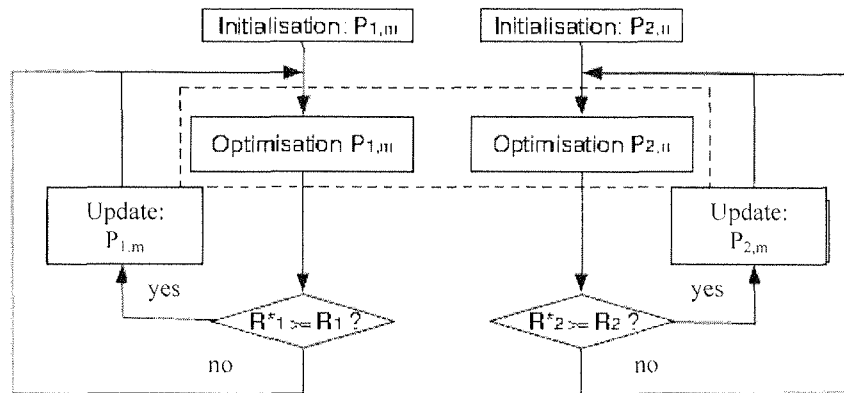 Initialisation: P1,m
Initialisation: P2,n
Optimisation P1,m
Optimisation P2,n
Update:
P1,m
Update:
P2,m
yes
yes
R*1 >= R1 ?
R*2 >= R2 ?
no
no